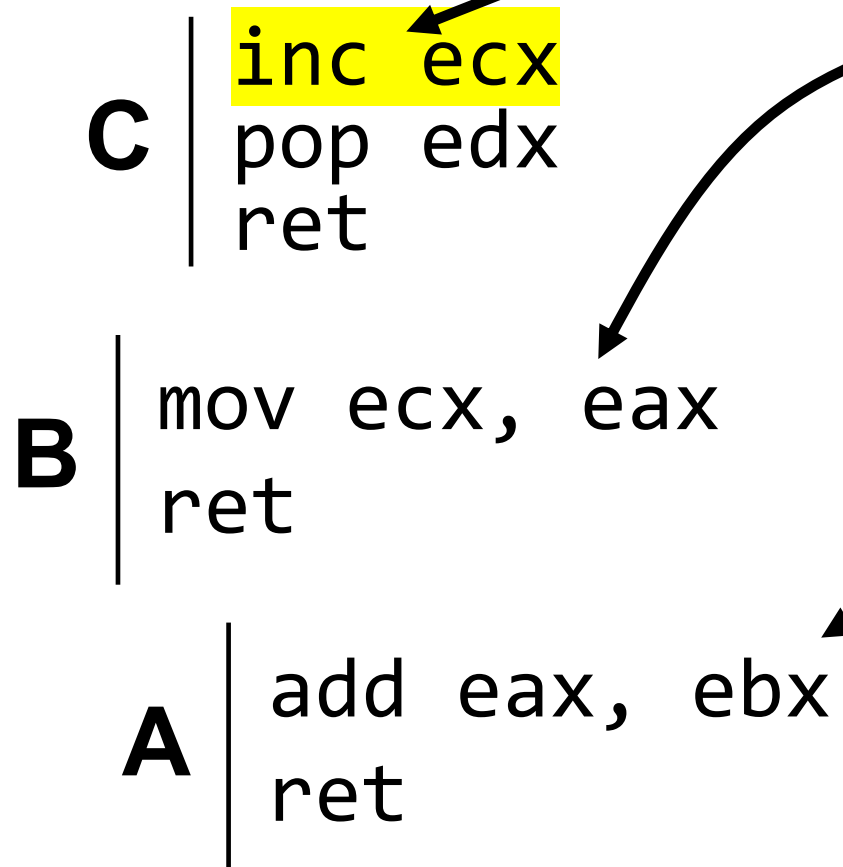 C
inc ecx
pop edx
ret
B
mov ecx, eax
ret
A
add eax, ebx
ret